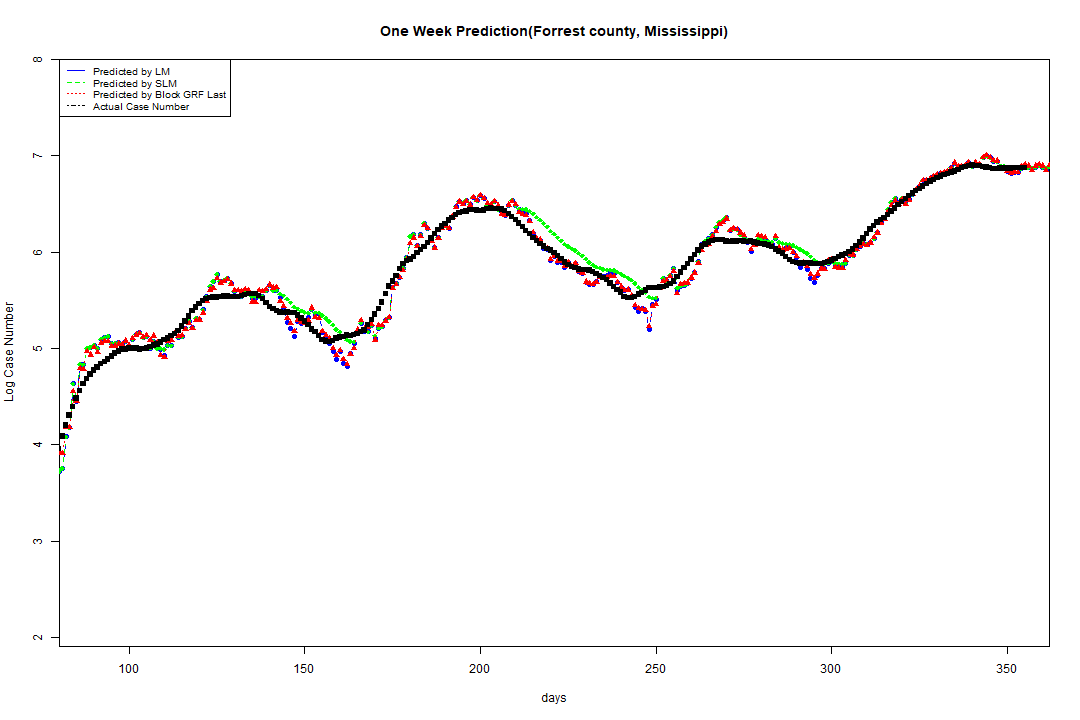 One Week Prediction(Forrest county, Mississippi)
Predicted by LM
Predicted by SLM
Predicted by Block GRF Last
Actual Case Number
8
7
6
5
4
3
2
Log Case Number
100 150 200 250 300 350
days